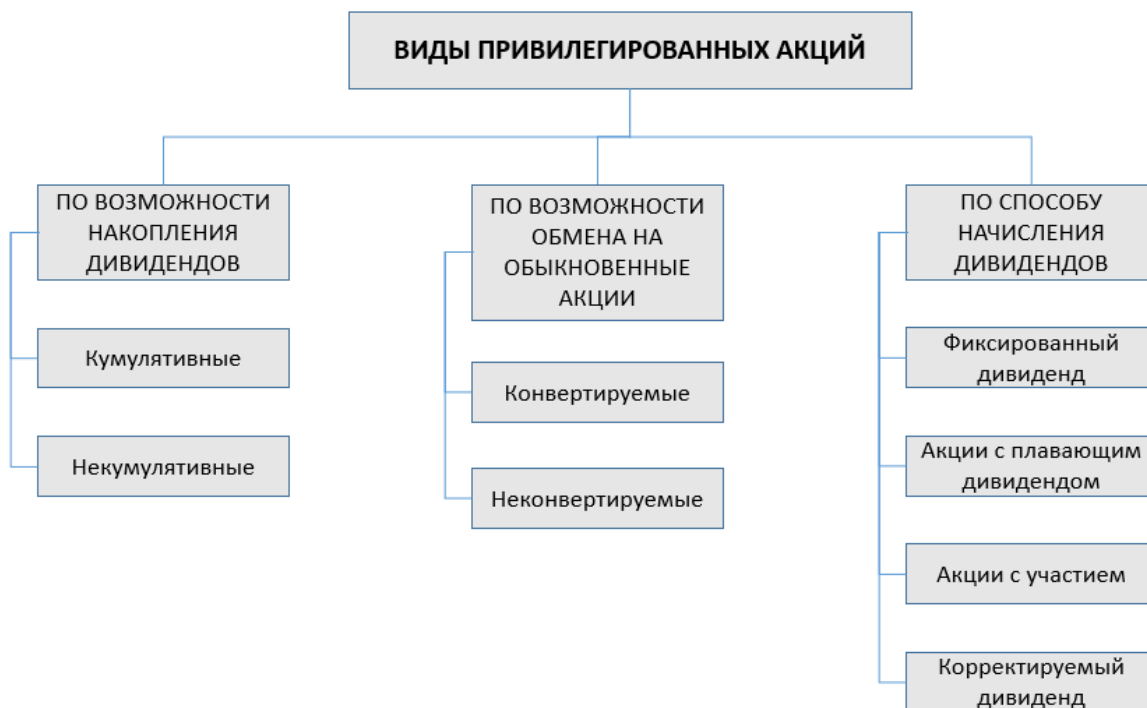 ВИДЫ ПРИВИЛЕГИРОВАННЫХ АКЦИЙ
ПО ВОЗМОЖНОСТИ
НАКОПЛЕНИЯ
ДИВИДЕНДОВ
Кумулятивные
Некумулятивные
ПО ВОЗМОЖНОСТИ
ОБМЕНА НА
ОБЫКНОВЕННЫЕ
АКЦИИ
Конвертируемые
Неконвертируемые
ПО СПОСОБУ
НАЧИСЛЕНИЯ
ДИВИДЕНДОВ
Фиксированный
дивиденд
Акции с плавающим
дивидендом
Акции с участием
Корректируемый
дивиденд